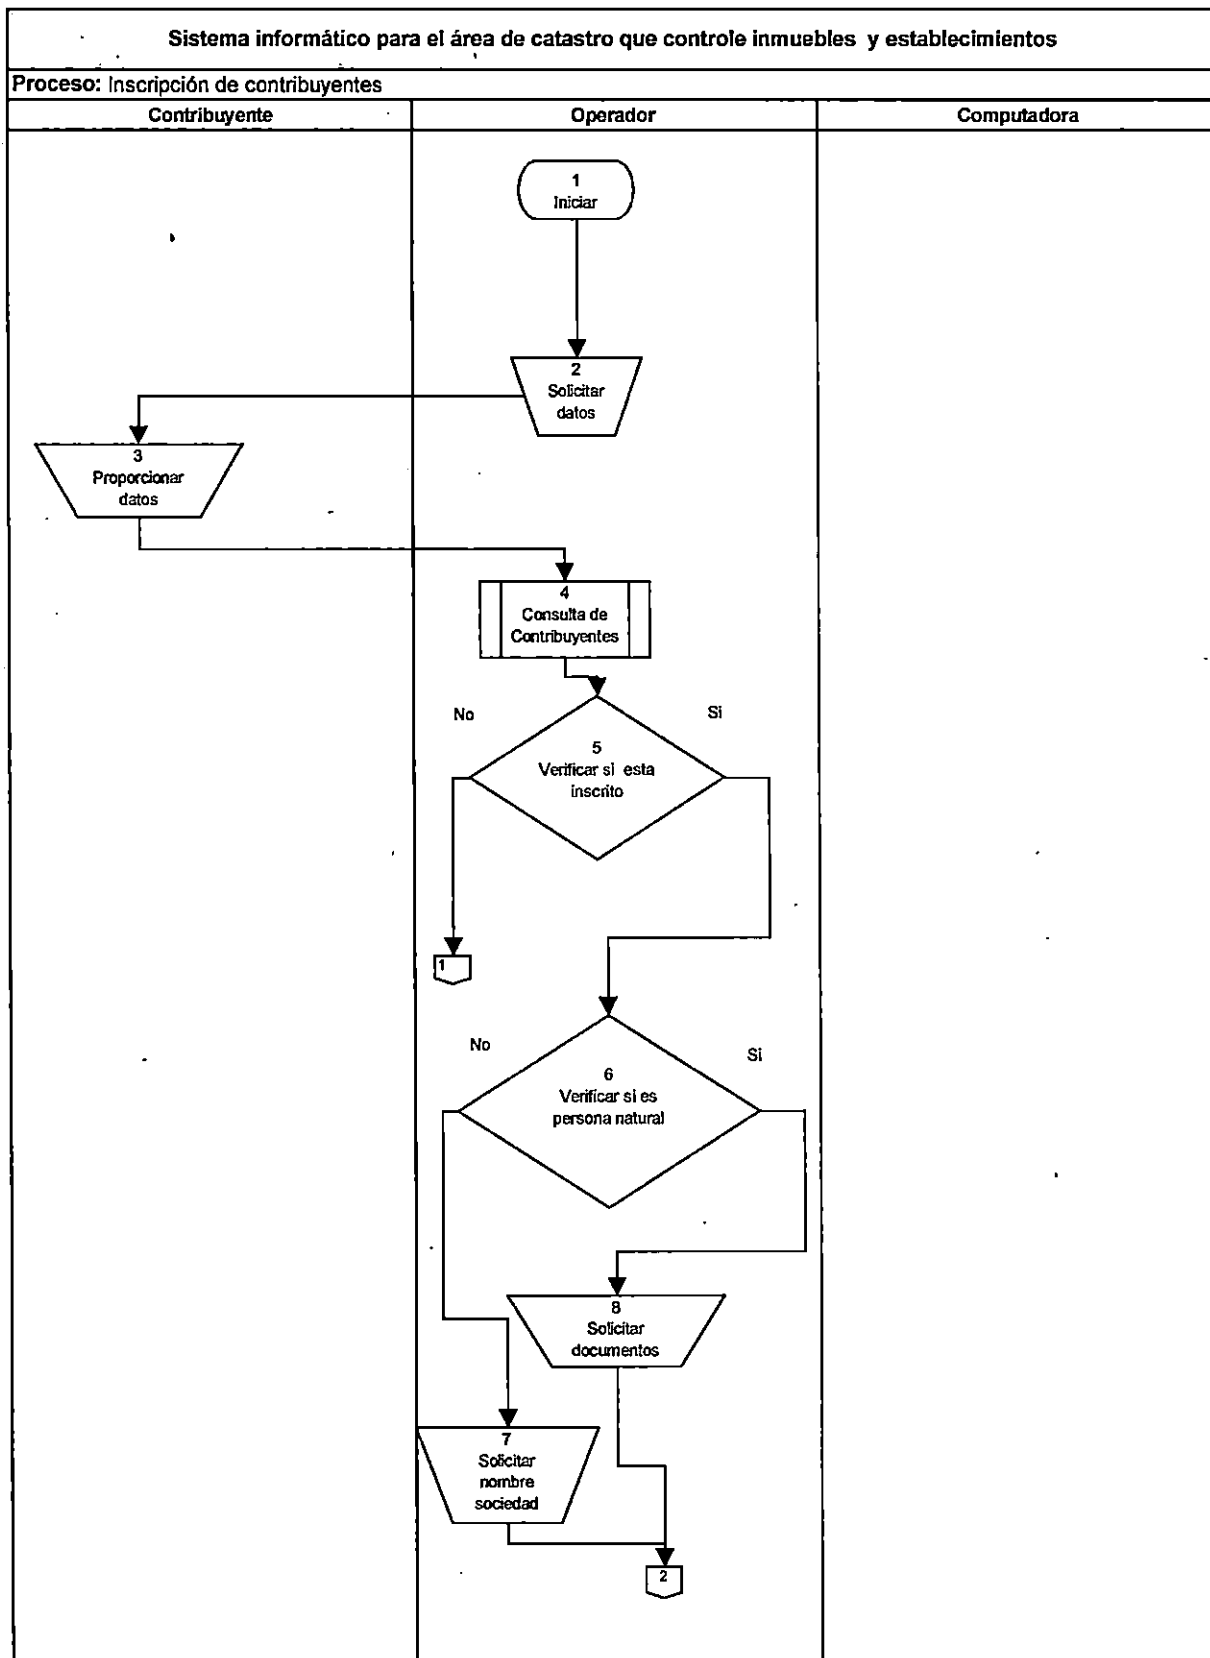 Sistema informático para el área de catastro que controle inmuebles y establecimientos
Proceso: Inscripción de contribuyentes
Contribuyente
Operador
Computadora
1
Iniciar
2
Solicitar
datos
3
Proporcionar
datos
4
Consulta de
Contribuyentes
No
Si
5
Verificar si esta
inscrito
1
No
Si
6
Verificar si es
persona natural
8
Solicitar
documentos
7
Solicitar
nombre
sociedad
2